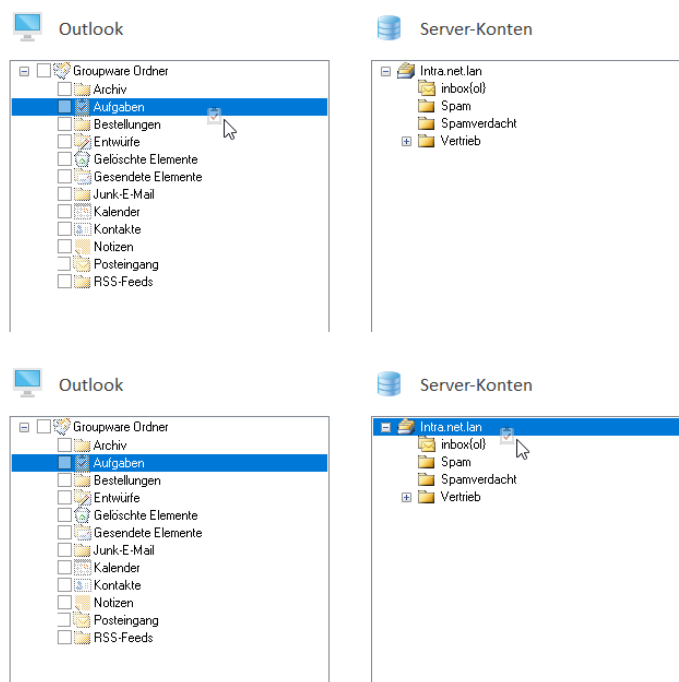 Outlook
Server-Konten
Groupware Ordner
Archiv
Aufgaben
Bestellungen
Entwürfe
Gelöschte Elemente
Gesendete Elemente
Junk-E-Mail
Kalender
Kontakte
Notizen
Posteingang
RSS-Feeds
Intra.net.lan
inbox{ol}
Spam
Spamverdacht
Vertrieb
Outlook
Server-Konten
Groupware Ordner
Archiv
Aufgaben
Bestellungen
Entwürfe
Gelöschte Elemente
Gesendete Elemente
Junk-E-Mail
Kalender
Kontakte
Notizen
Posteingang
RSS-Feeds
Intra.net.lan
inbox{ol}
Spam
Spamverdacht
Vertrieb